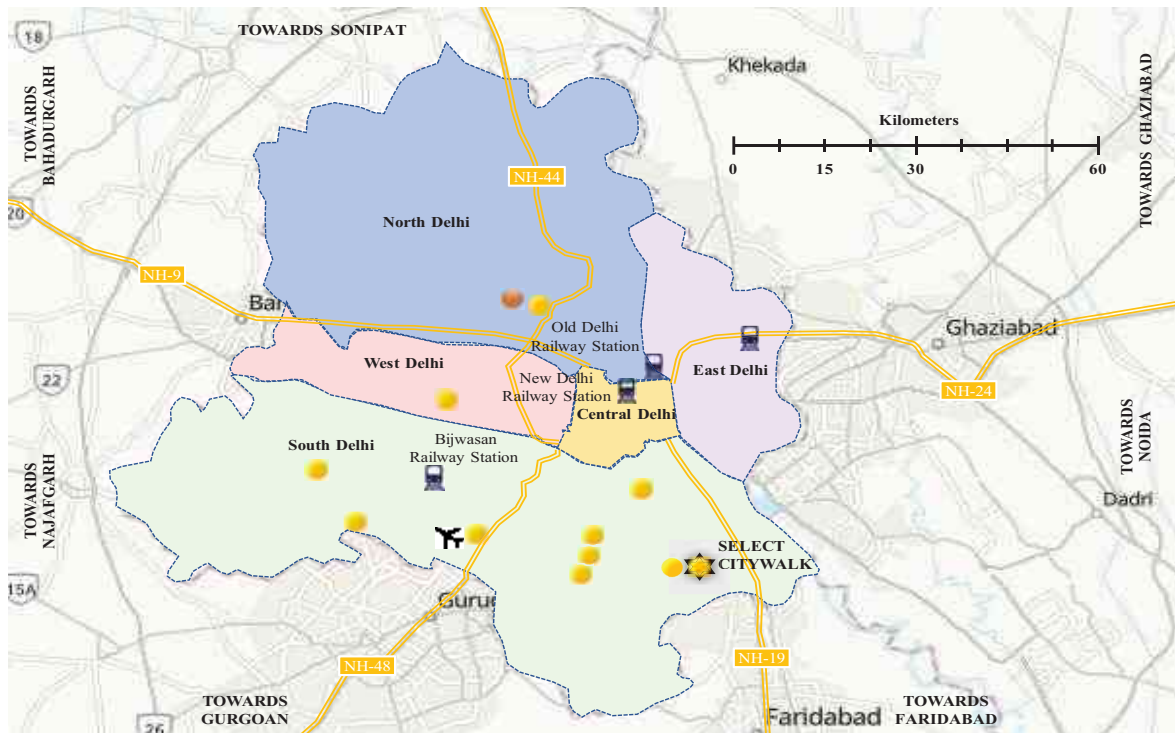 TOWARDS SONIPAT
18
Khekada
TOWARDS
BAHADURGARH
TOWARDS GHAZIABAD
Kilometers
0 15 30 60
NH-44
North Delhi
20
NH-9
Old Delhi
Railway Station
Ghaziabad
West Delhi
East Delhi
New Delhi
Railway Station
22
NH-24
Central Delhi
South Delhi
Bijwasan
Railway Station
TOWARDS
NOIDA
TOWARDS
NAJAFGARH
Dadri
SELECT
CITYWALK
15A
NH-48
NH-19
TOWARDS
GURGOAN
26
Faridabad
TOWARDS
FARIDABAD